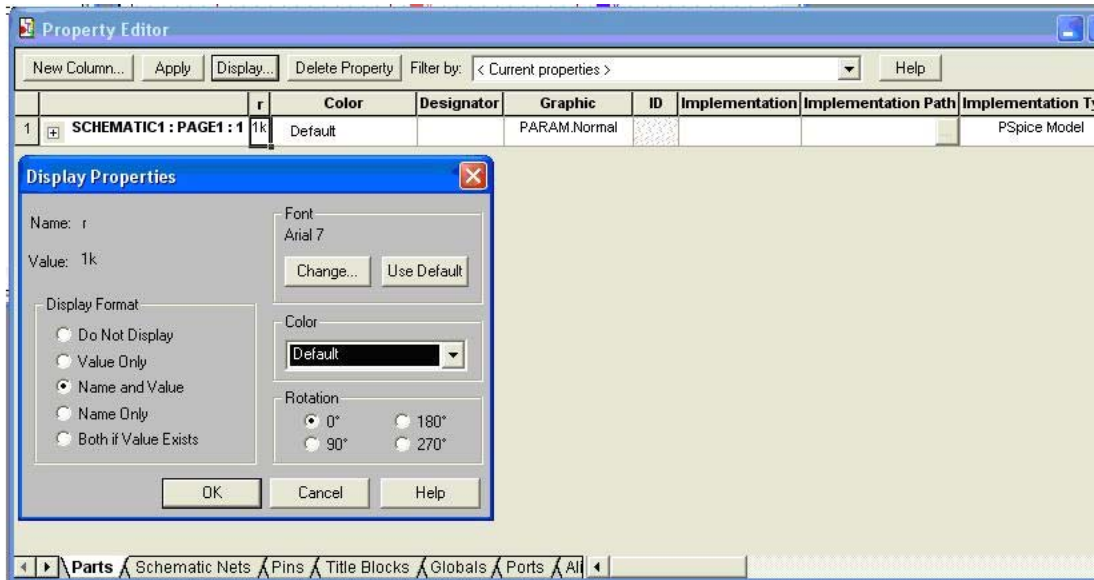 Property Editor
New Column... Apply Display... Delete Property Filter by: < Current properties > Help
r Color Designator Graphic ID Implementation Implementation Path Implementation Ty
1 SCHEMATIC1 : PAGE1 : 1 1k Default PARAM.Normal PSpice Model
Display Properties
Name: r
Value: 1k
Font
Arial 7
Change... Use Default
Display Format
Do Not Display
Value Only
Name and Value
Name Only
Both if Value Exists
Color
Default
Rotation
0° 180°
90° 270°
OK Cancel Help
Parts Schematic Nets Pins Title Blocks Globals Ports Ali